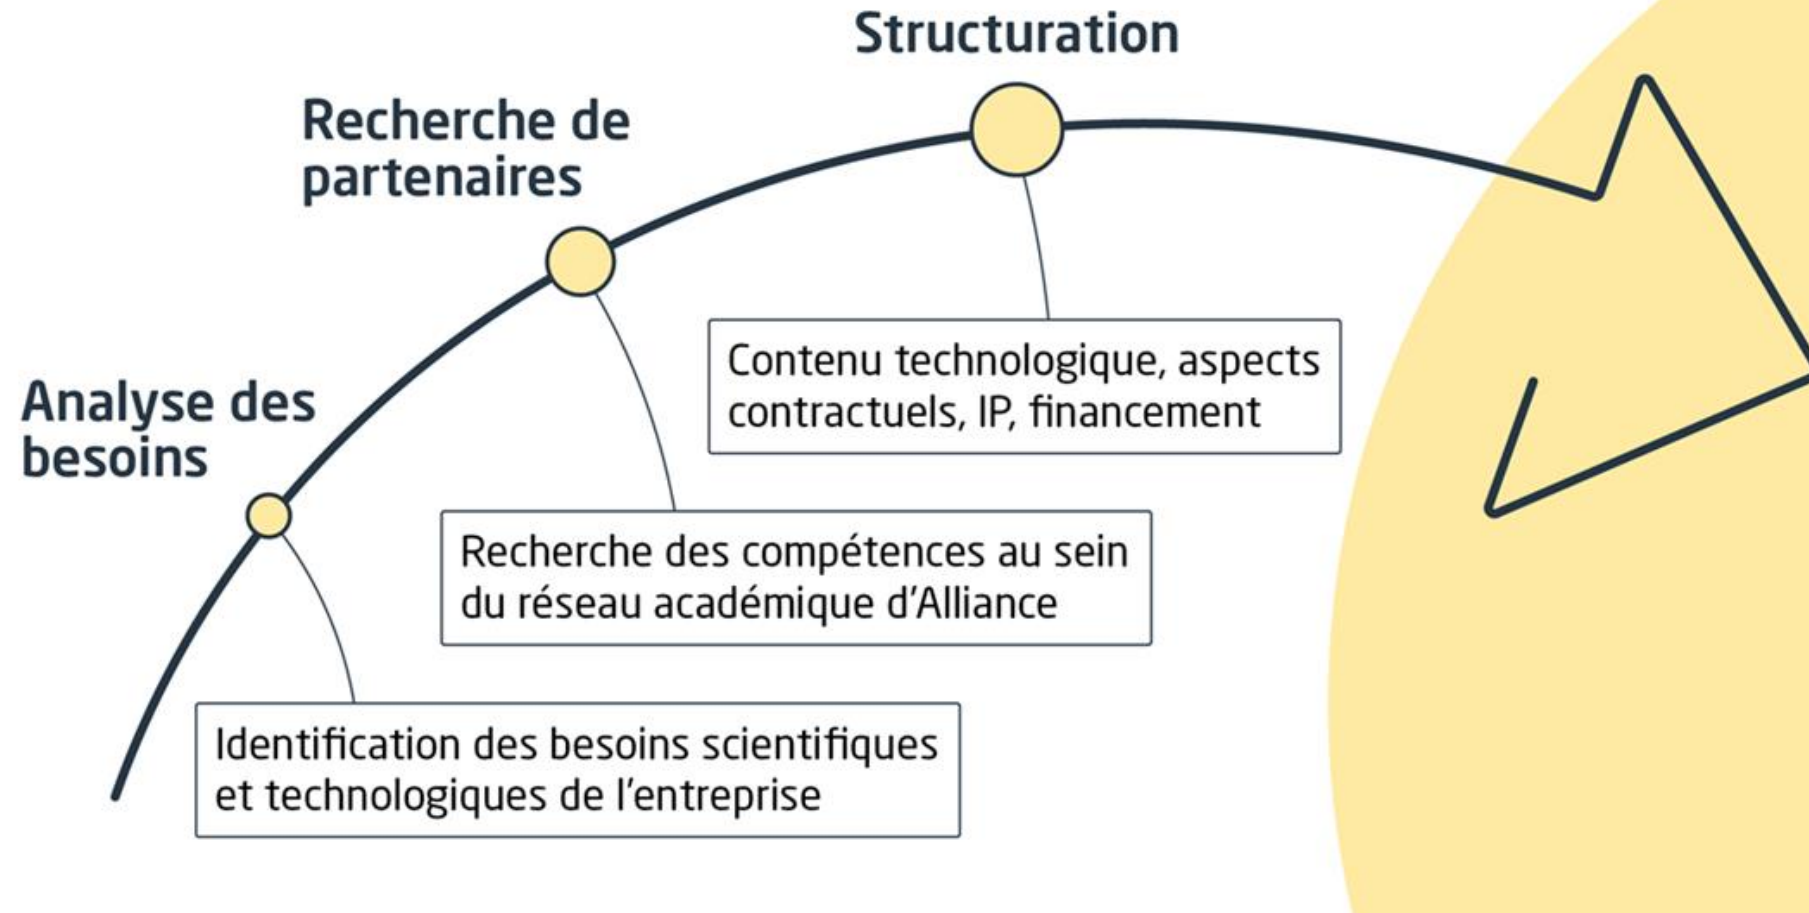 Structuration
Recherche de
partenaires
Analyse des
besoins
Contenu technologique, aspects
contractuels, IP, financement
Recherche des compétences au sein
du réseau académique d'Alliance
Identification des besoins scientifiques
et technologiques de l'entreprise